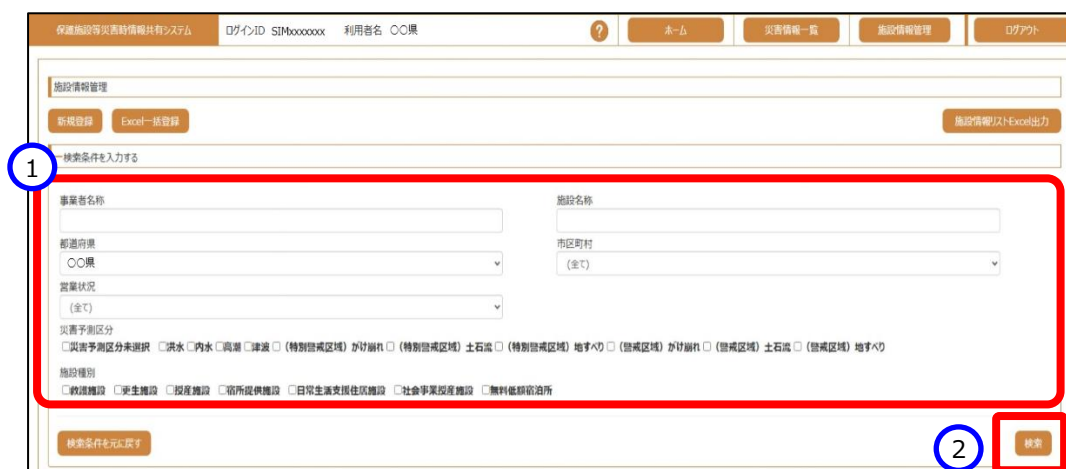 保護施設等災害時情報共有システム ログインID SIMxxxxxxx 利用者名 〇〇県 ? ホーム 災害情報一覧 施設情報管理 ログアウト
施設情報管理
新規登録 Excel一括登録 施設情報リストExcel出力
1
ー検索条件を入力する
事業者名称 施設名称
都道府県 市区町村
〇〇県 (全て)
営業状況
(全て)
災害予測区分
□災害予測区分未選択 □洪水 □内水 □高潮 □津波 □（特別警戒区域）がけ崩れ □（特別警戒区域）土石流 □（特別警戒区域）地すべり □（警戒区域）がけ崩れ □（警戒区域）土石流 □（警戒区域）地すべり
施設種別
□救護施設 □更生施設 □授産施設 □宿所提供施設 □日常生活支援住居施設 □社会事業授産施設 □無料低額宿泊所
検索条件を元に戻す 2 検索